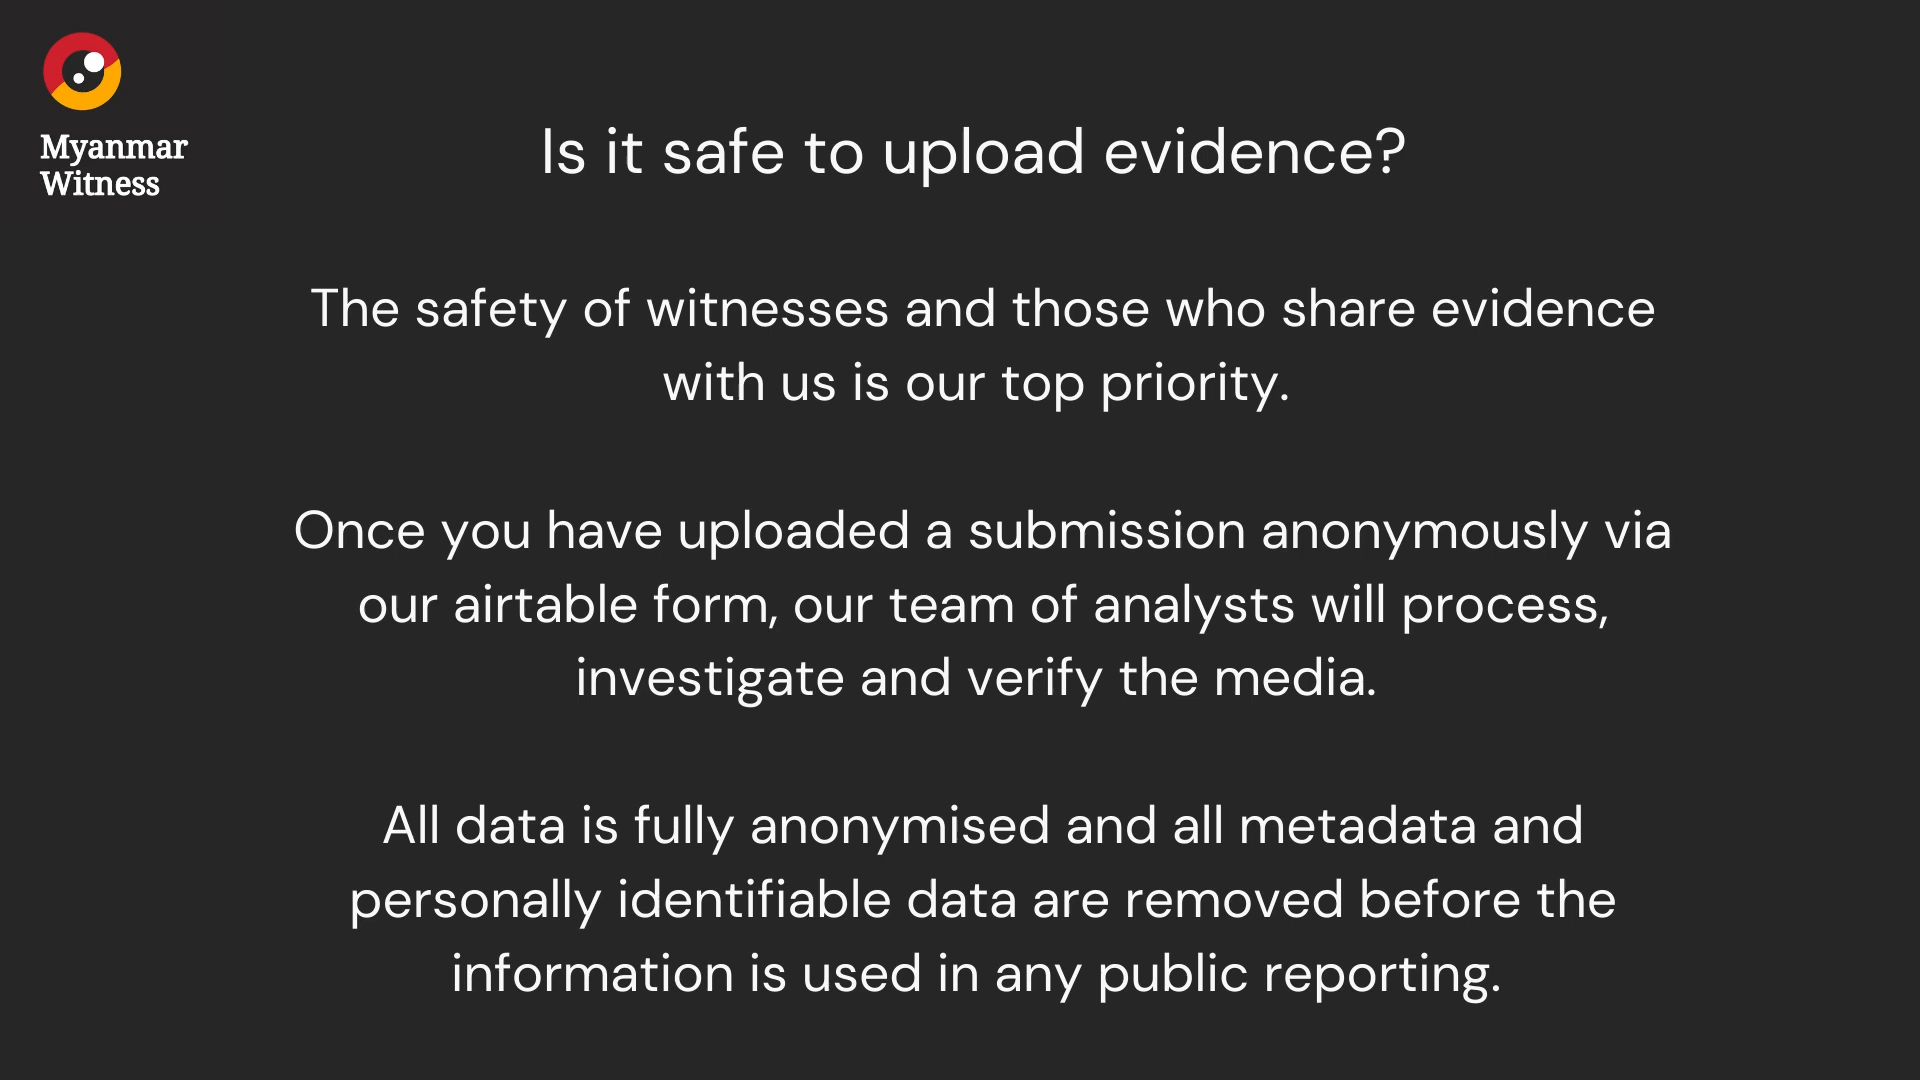 Myanmar
Witness
Is it safe to upload evidence?
The safety of witnesses and those who share evidence
with us is our top priority.
Once you have uploaded a submission anonymously via
our airtable form, our team of analysts will process,
investigate and verify the media.
All data is fully anonymised and all metadata and
personally identifiable data are removed before the
information is used in any public reporting.